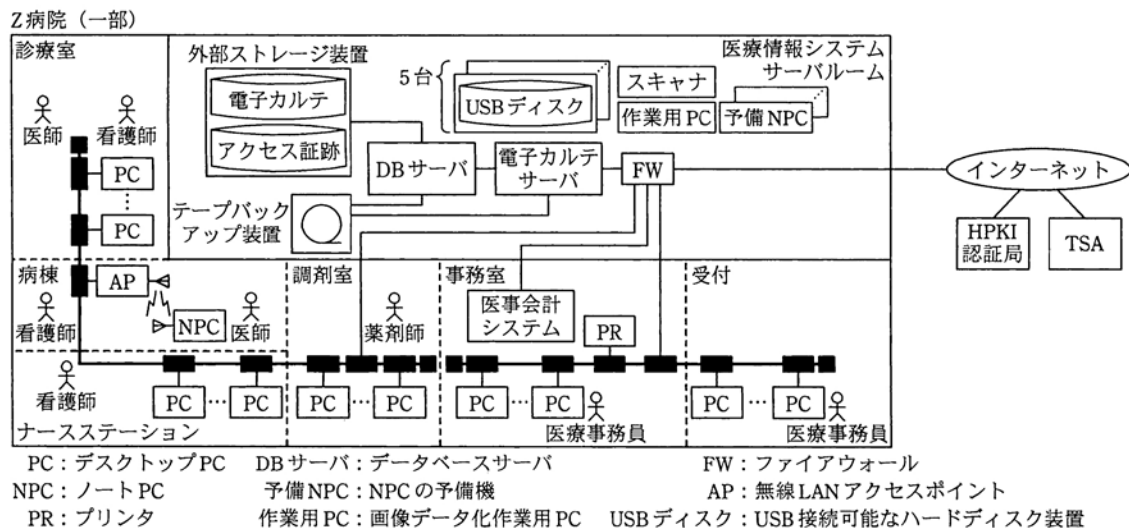 Z病院（一部）
診療室
医師
看護師
PC
PC
外部ストレージ装置
電子カルテ
アクセス証跡
テープバック
アップ装置
5台
USBディスク
スキャナ
作業用PC
予備NPC
医療情報システム
サーバルーム
DBサーバ
電子カルテ
サーバ
FW
インターネット
HPKI
認証局
TSA
病棟
AP
看護師
NPC
医師
調剤室
薬剤師
事務室
医事会計
システム
PR
受付
看護師
PC…PC
PC…PC
PC…PC
PC…PC
ナースステーション
医療事務員
医療事務員
PC：デスクトップPC DBサーバ：データベースサーバ FW：ファイアウォール
NPC：ノートPC 予備NPC：NPCの予備機 AP：無線LANアクセスポイント
PR：プリンタ 作業用PC：画像データ化作業用PC USBディスク：USB接続可能なハードディスク装置